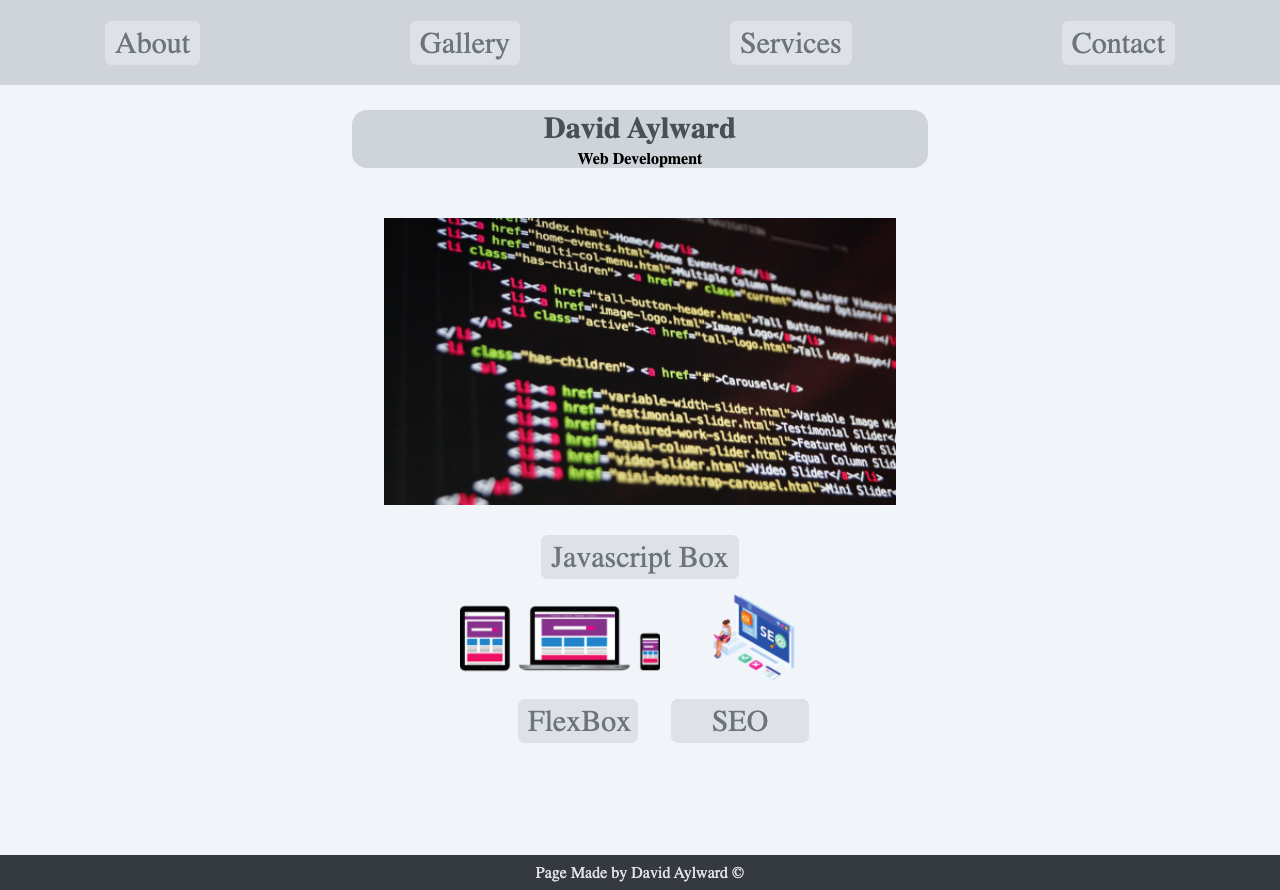 About
Gallery
Services
Contact
David Aylward
Web Development
<li><a href="index.html">Home</a></li>
<li><a href="home-events.html">Home Events</a></li>
<li class="has-children"> <a href="multi-col-menu.html">Multiple Column Menu on Larger Viewports
<ul>
<a href="#" class="current">Header Options</a>
<li><a href="tall-button-header.html">Tall Button Header</a></li>
<li><a href="image-logo.html">Image Logo</a></li>
<li class="active"><a href="tall-logo.html">Tall Logo Image</a
</ul>
</li>
<li class="has-children"> <a href="#">Carousels</a>
<ul>
<li><a href="variable-width-slider.html">Variable Image
<li><a href="testimonial-slider.html">Testimonial Slider</
<li><a href="featured-work-slider.html">Featured Work
<li><a href="equal-column-slider.html">Equal Column
<li><a href="video-slider.html">Video Slider</a></li>
<li><a href="mini-bootstrap-carousel.html">Mini Slider<
</ul>
Javascript Box
SEO
FlexBox
SEO
Page Made by David Aylward ©